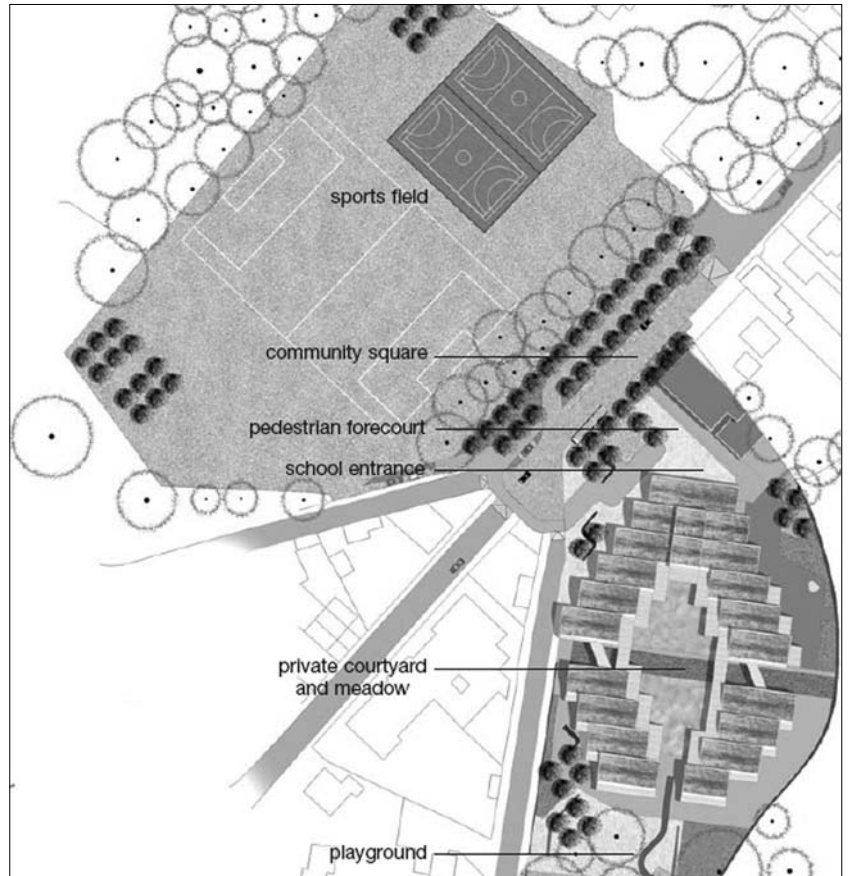 sports field
community square
pedestrian forecourt
school entrance
private courtyard
and meadow
playground